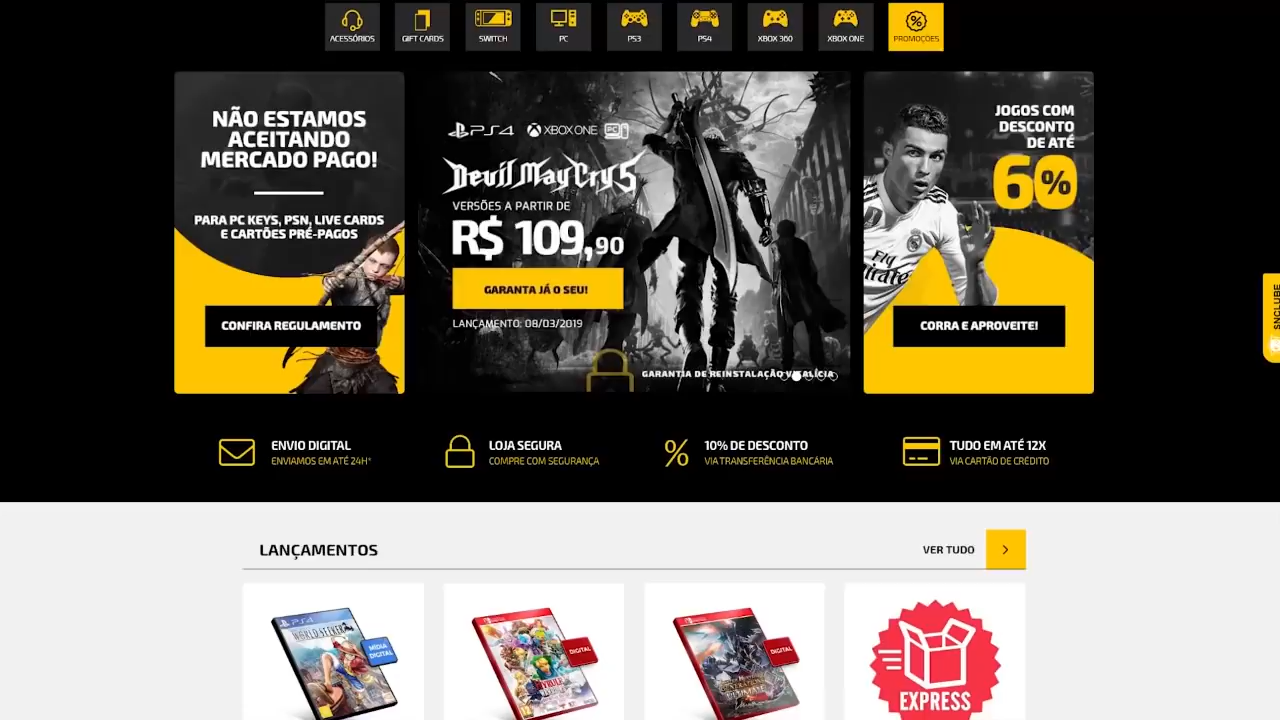 ACESSÓRIOS
GIFT CARDS
SWITCH
PC
PS3
PS4
XBOX 360
XBOX ONE
%
PROMOÇÕES
NÃO ESTAMOS
ACEITANDO
MERCADO PAGO!
PARA PC KEYS, PSN, LIVE CARDS
E CARTÕES PRÉ-PAGOS
CONFIRA REGULAMENTO
PS4 XBOX ONE PC
Devil May Cry 5
VERSÕES A PARTIR DE
R$ 109,90
GARANTA JÁ O SEU!
LANÇAMENTO: 08/03/2019
GARANTIA DE REINSTALAÇÃO VITALÍCIA
JOGOS COM
DESCONTO
DE ATÉ
60%
Fly
Emirates
CORRA E APROVEITE!
SNCLUBE
ENVIO DIGITAL
ENVIAMOS EM ATÉ 24H*
LOJA SEGURA
COMPRE COM SEGURANÇA
%
10% DE DESCONTO
VIA TRANSFERÊNCIA BANCÁRIA
TUDO EM ATÉ 12X
VIA CARTÃO DE CRÉDITO
LANÇAMENTOS
VER TUDO
PS4
WORLD SEEKER
MÍDIA
DIGITAL
DIGITAL
GENERATIONS
ULTIMATE
DIGITAL
EXPRESS